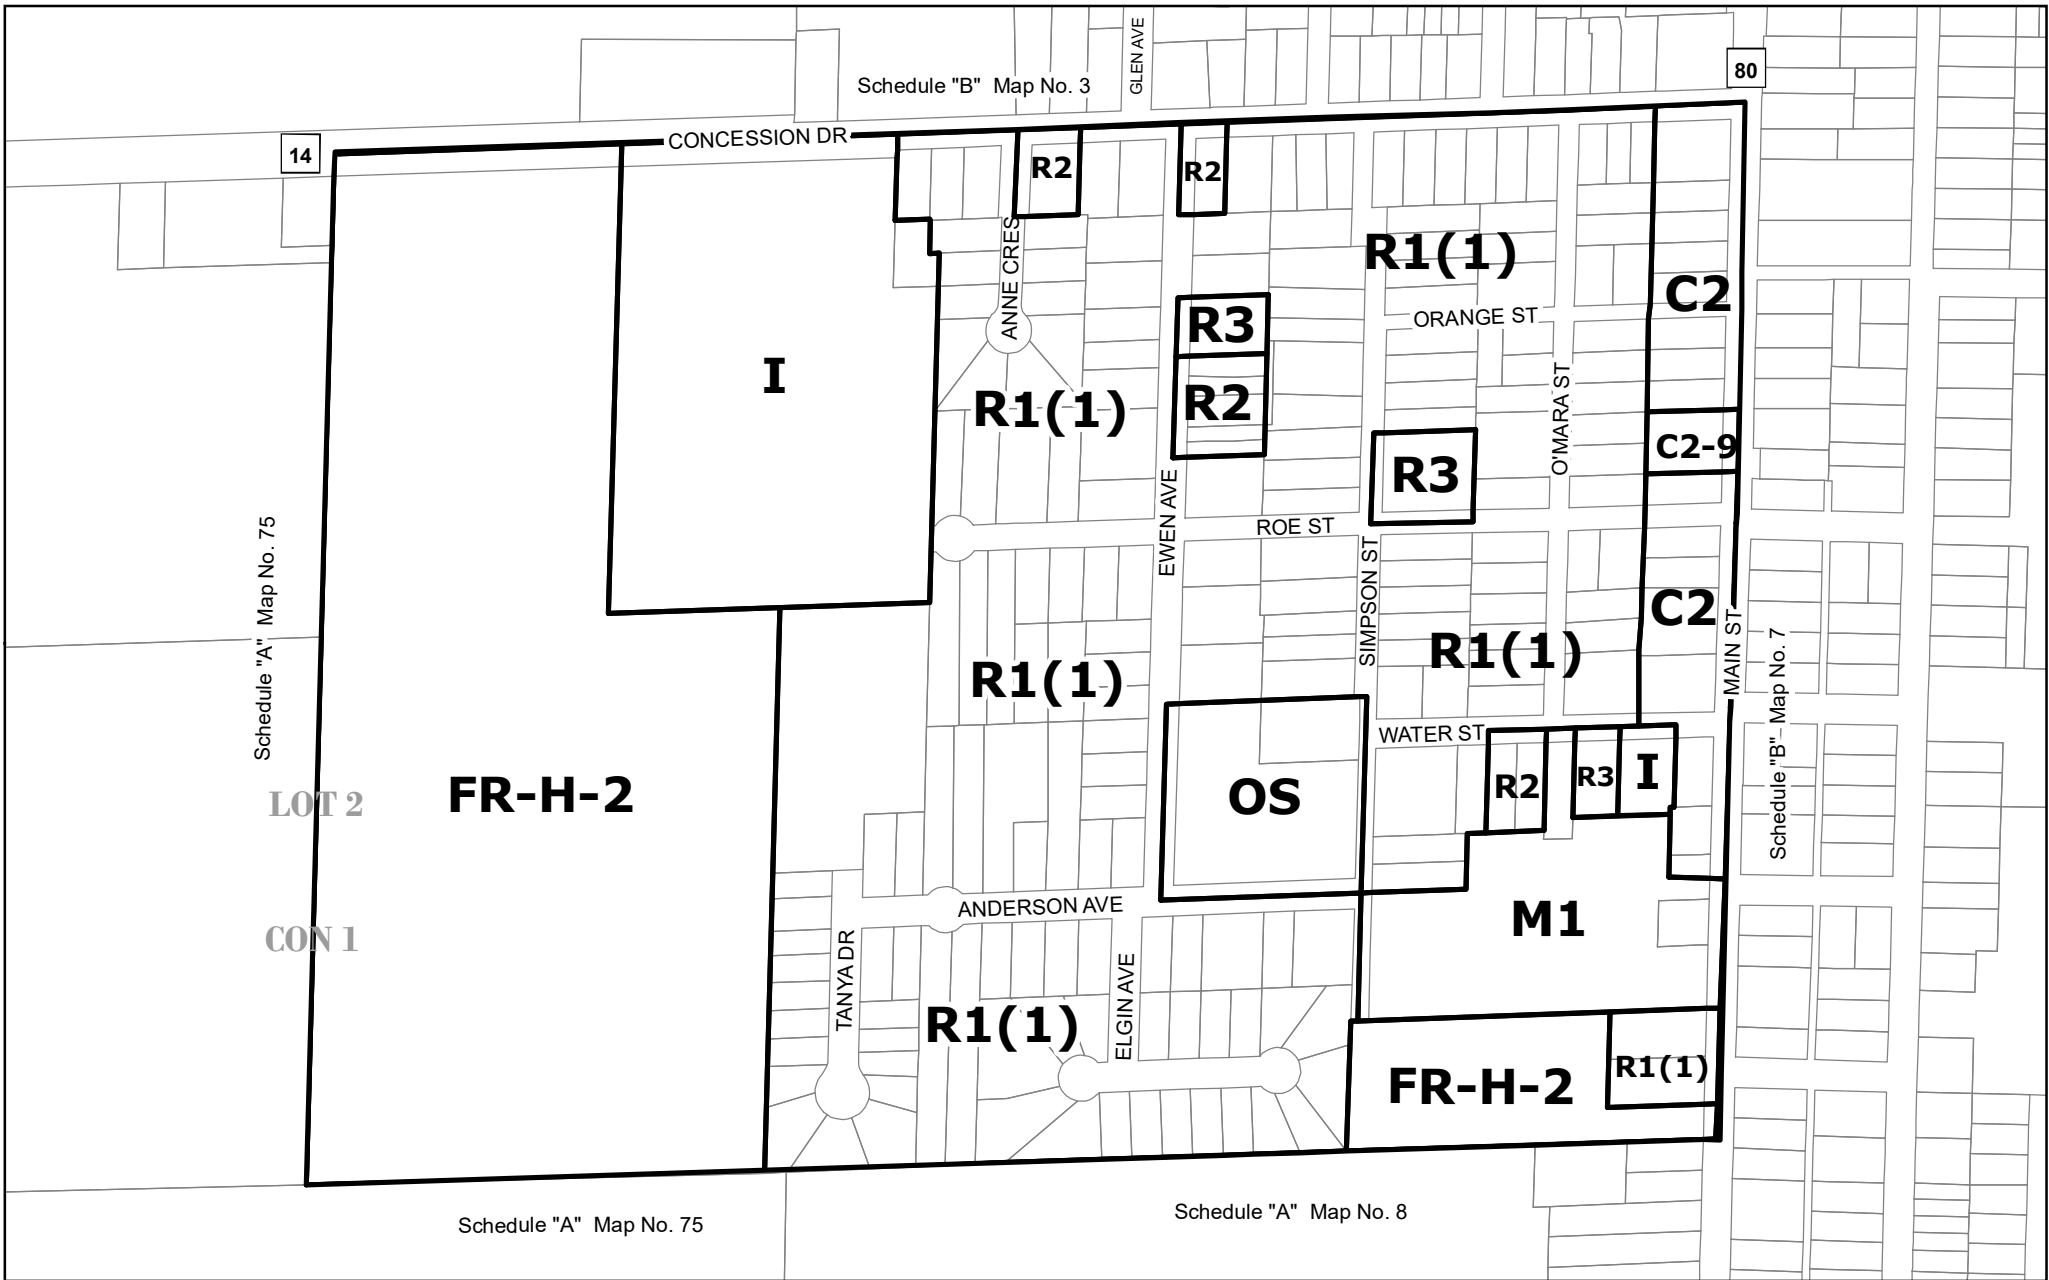 GLEN AVE
80
Schedule "B" Map No. 3
CONCESSION DR
14
R2
R2
ANNE CRES
R1(1)
C2
R3
ORANGE ST
I
R1(1)
R2
O'MARA ST
C2-9
R3
EWEN AVE
ROE ST
SIMPSON ST
Schedule "A" Map No. 75
C2
R1(1)
MAIN ST
Schedule "B" Map No. 7
R1(1)
WATER ST
FR-H-2
OS
R2
R3
I
LOT 2
CON 1
ANDERSON AVE
M1
TANYA DR
ELGIN AVE
R1(1)
FR-H-2
R1(1)
Schedule "A" Map No. 75
Schedule "A" Map No. 8